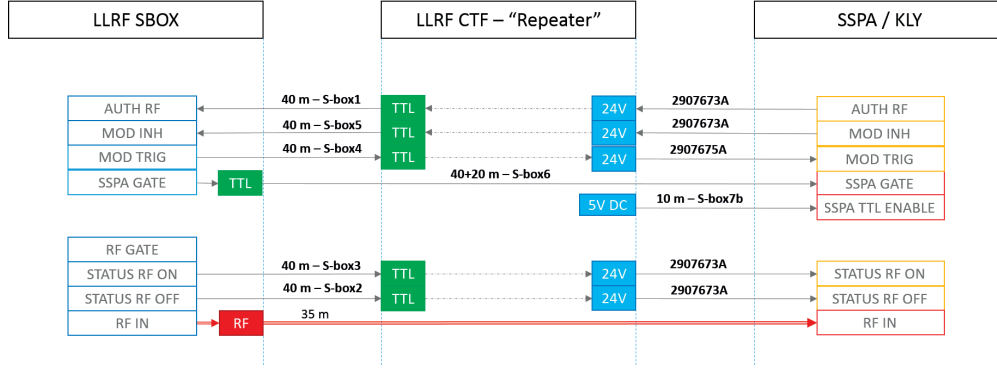 LLRF SBOX
LLRF CTF – “Repeater”
SSPA / KLY
AUTH RF
40 m – S-box1
TTL
24V
2907673A
AUTH RF
MOD INH
40 m – S-box5
TTL
24V
2907673A
MOD INH
MOD TRIG
40 m – S-box4
TTL
24V
2907675A
MOD TRIG
SSPA GATE
TTL
40+20 m – S-box6
SSPA GATE
5V DC
10 m – S-box7b
SSPA TTL ENABLE
RF GATE
STATUS RF ON
40 m – S-box3
TTL
24V
2907673A
STATUS RF ON
STATUS RF OFF
40 m – S-box2
TTL
24V
2907673A
STATUS RF OFF
RF IN
RF
35 m
RF IN